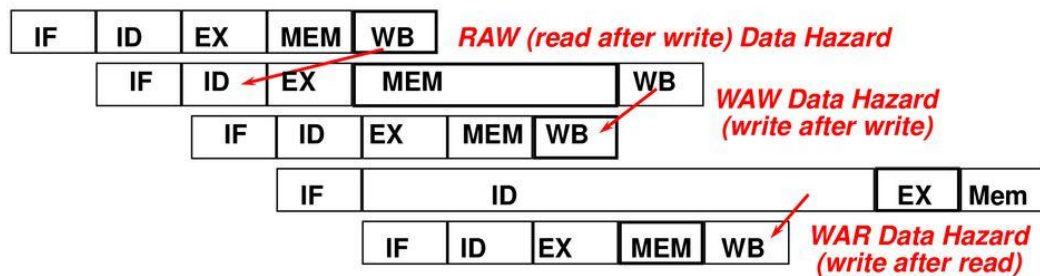 IF ID EX MEM WB RAW (read after write) Data Hazard
IF ID EX MEM WB
WAW Data Hazard
(write after write)
IF ID EX MEM WB
IF ID EX Mem
IF ID EX MEM WB
WAR Data Hazard
(write after read)